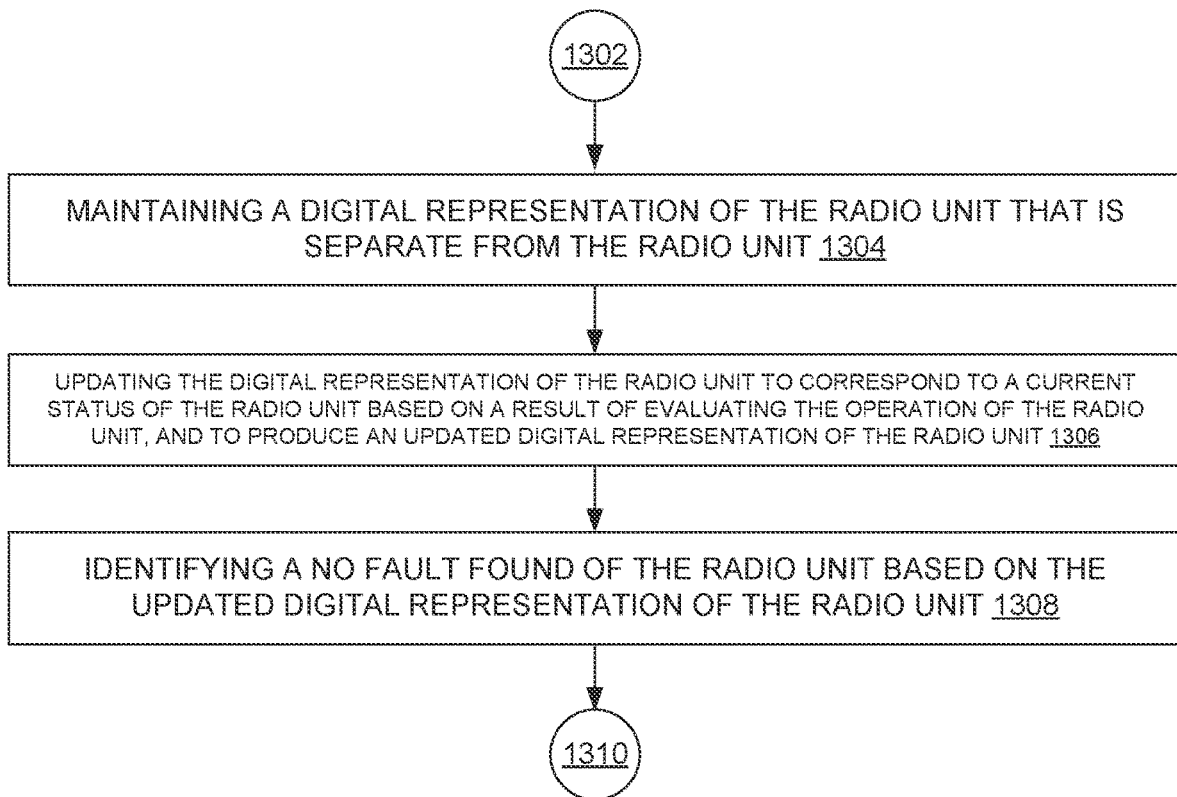 1302
MAINTAINING A DIGITAL REPRESENTATION OF THE RADIO UNIT THAT IS
SEPARATE FROM THE RADIO UNIT 1304
UPDATING THE DIGITAL REPRESENTATION OF THE RADIO UNIT TO CORRESPOND TO A CURRENT
STATUS OF THE RADIO UNIT BASED ON A RESULT OF EVALUATING THE OPERATION OF THE RADIO
UNIT, AND TO PRODUCE AN UPDATED DIGITAL REPRESENTATION OF THE RADIO UNIT 1306
IDENTIFYING A NO FAULT FOUND OF THE RADIO UNIT BASED ON THE
UPDATED DIGITAL REPRESENTATION OF THE RADIO UNIT 1308
1310